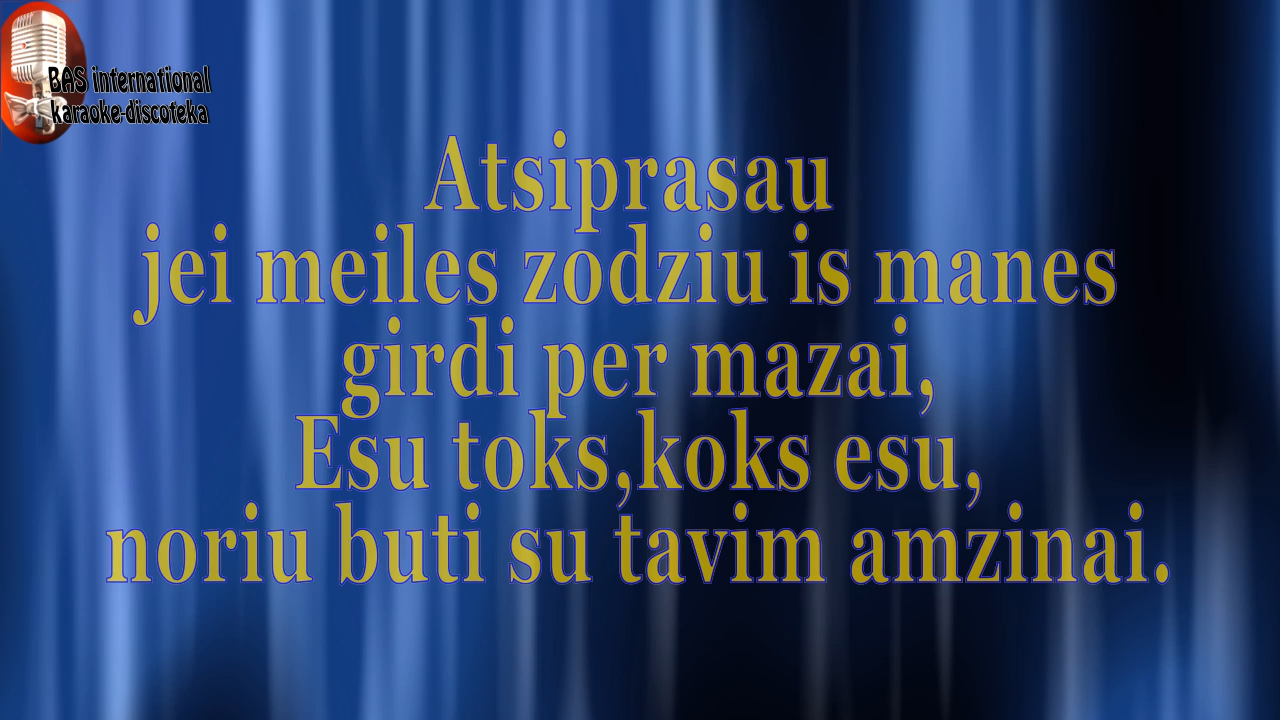 BAS international
karaoke-discoteka
Atsiprasau
jei meiles zodziu is manes
girdi per mazai,
Esu toks,koks esu,
noriu buti su tavim amzinai.